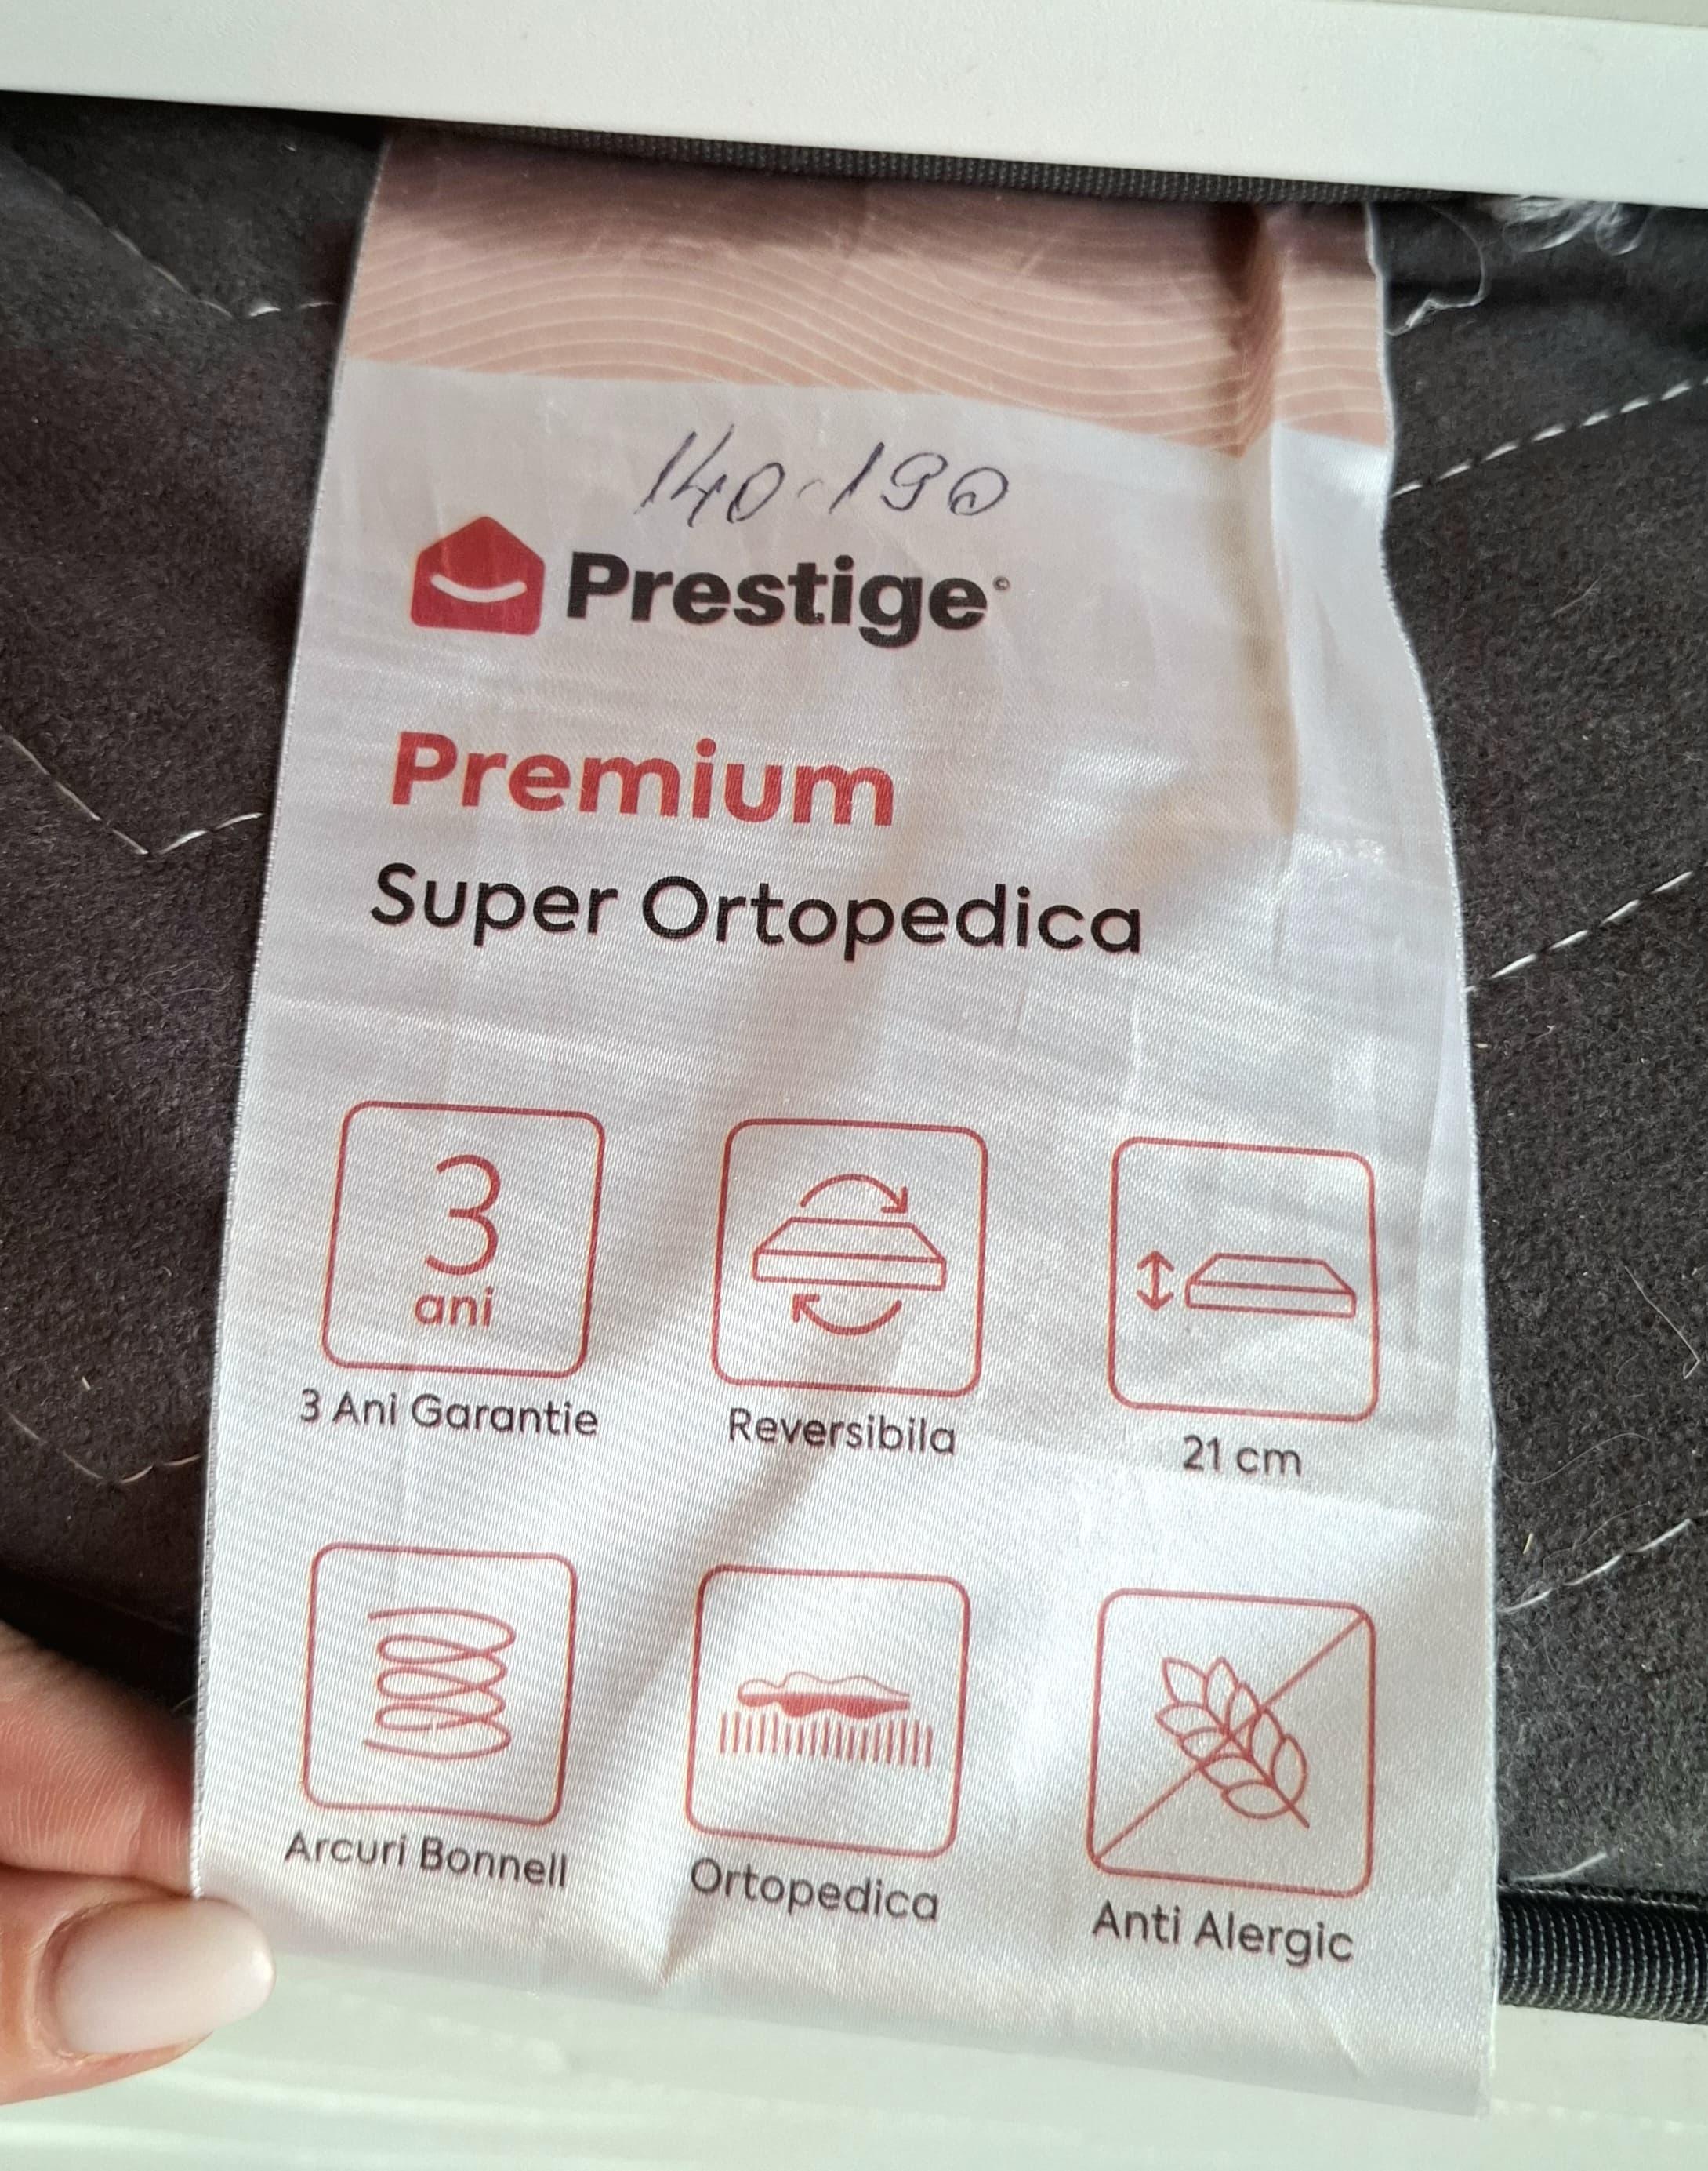 140-190
Prestige
Premium
Super Ortopedica
3
ani
3 Ani Garantie
Reversibila
21 cm
Arcuri Bonnell
Ortopedica
Anti Alergic